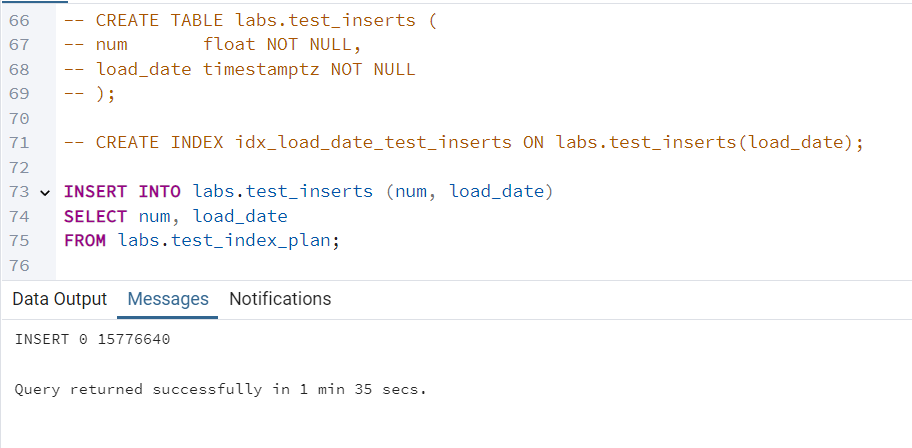 66 -- CREATE TABLE labs.test_inserts (
67 -- num       float NOT NULL,
68 -- load_date timestamptz NOT NULL
69 -- );
70
71 -- CREATE INDEX idx_load_date_test_inserts ON labs.test_inserts(load_date);
72
73 INSERT INTO labs.test_inserts (num, load_date)
74 SELECT num, load_date
75 FROM labs.test_index_plan;
76
Data Output Messages Notifications
INSERT 0 15776640
Query returned successfully in 1 min 35 secs.